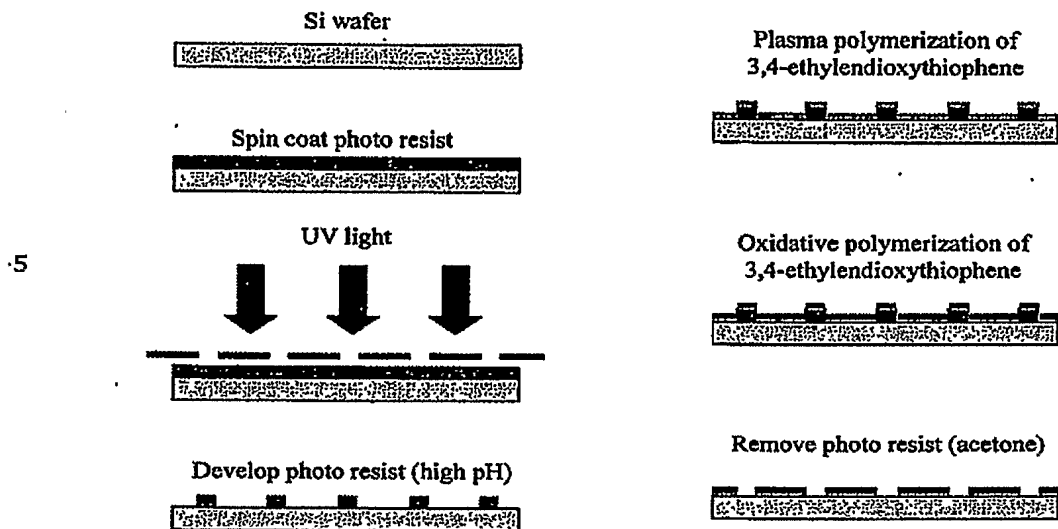 Si wafer
Spin coat photo resist
UV light
5
Develop photo resist (high pH)
Plasma polymerization of
3,4-ethylendioxythiophene
Oxidative polymerization of
3,4-ethylendioxythiophene
Remove photo resist (acetone)